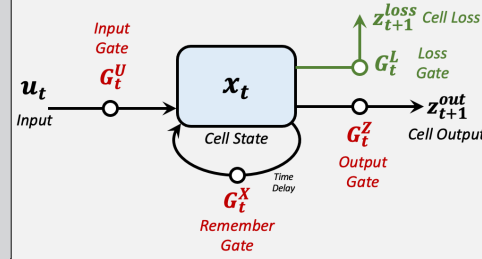 Input
Gate
G_t^U
u_t
Input
x_t
Cell State
z_{t+1}^{loss} Cell Loss
G_t^L Loss
Gate
z_{t+1}^{out}
Cell Output
G_t^Z
Output
Gate
Time
Delay
G_t^X
Remember
Gate